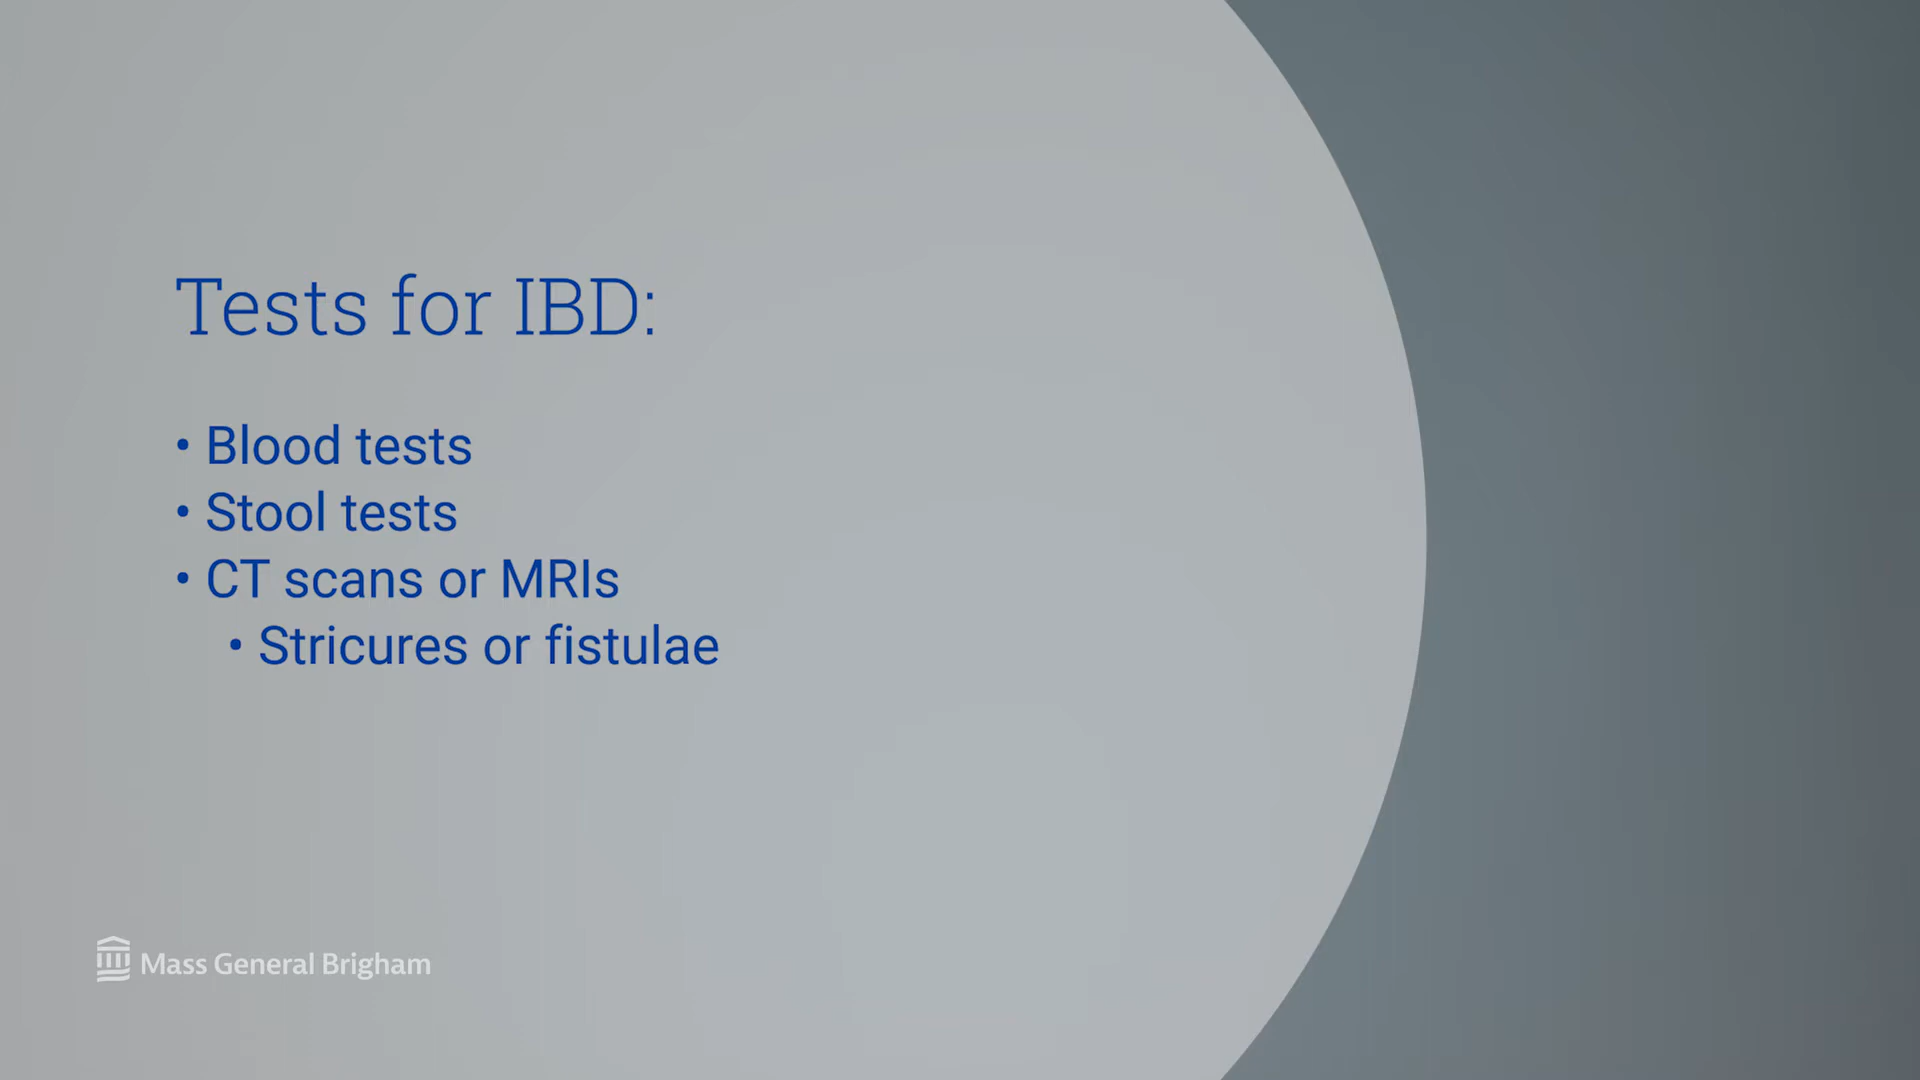 Tests for IBD:
• Blood tests
• Stool tests
• CT scans or MRIs
• Stricures or fistulae
Mass General Brigham